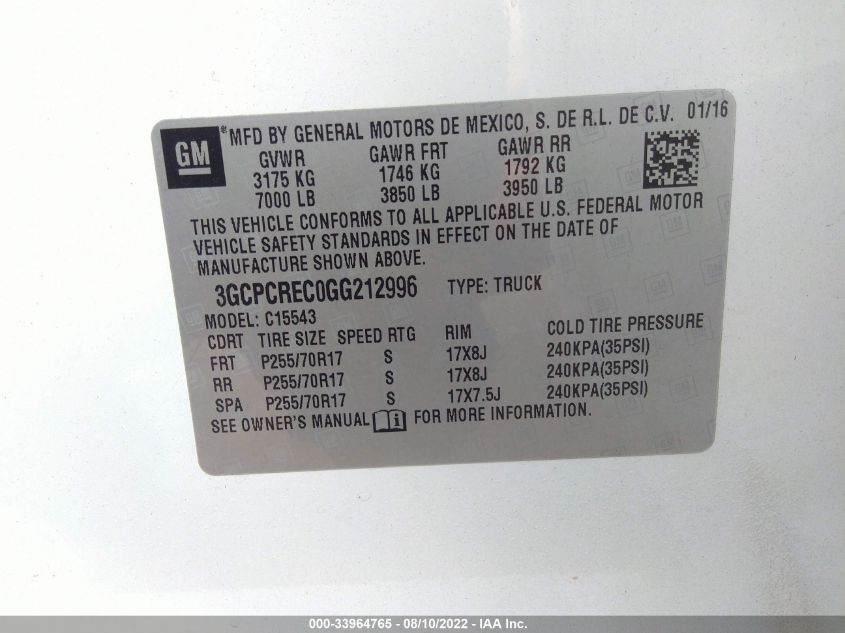 GM *MFD BY GENERAL MOTORS DE MEXICO, S. DE R.L. DE C.V. 01/16
GVWR GAWR FRT GAWR RR
3175 KG 1746 KG 1792 KG
7000 LB 3850 LB 3950 LB
THIS VEHICLE CONFORMS TO ALL APPLICABLE U.S. FEDERAL MOTOR
VEHICLE SAFETY STANDARDS IN EFFECT ON THE DATE OF
MANUFACTURE SHOWN ABOVE.
3GCPCREC0GG212996 TYPE: TRUCK
MODEL: C15543
CDRT TIRE SIZE SPEED RTG RIM COLD TIRE PRESSURE
FRT P255/70R17 S 17X8J 240KPA(35PSI)
RR P255/70R17 S 17X8J 240KPA(35PSI)
SPA P255/70R17 S 17X7.5J 240KPA(35PSI)
SEE OWNER'S MANUAL i FOR MORE INFORMATION.
000-33964765 - 08/10/2022 - IAA Inc.